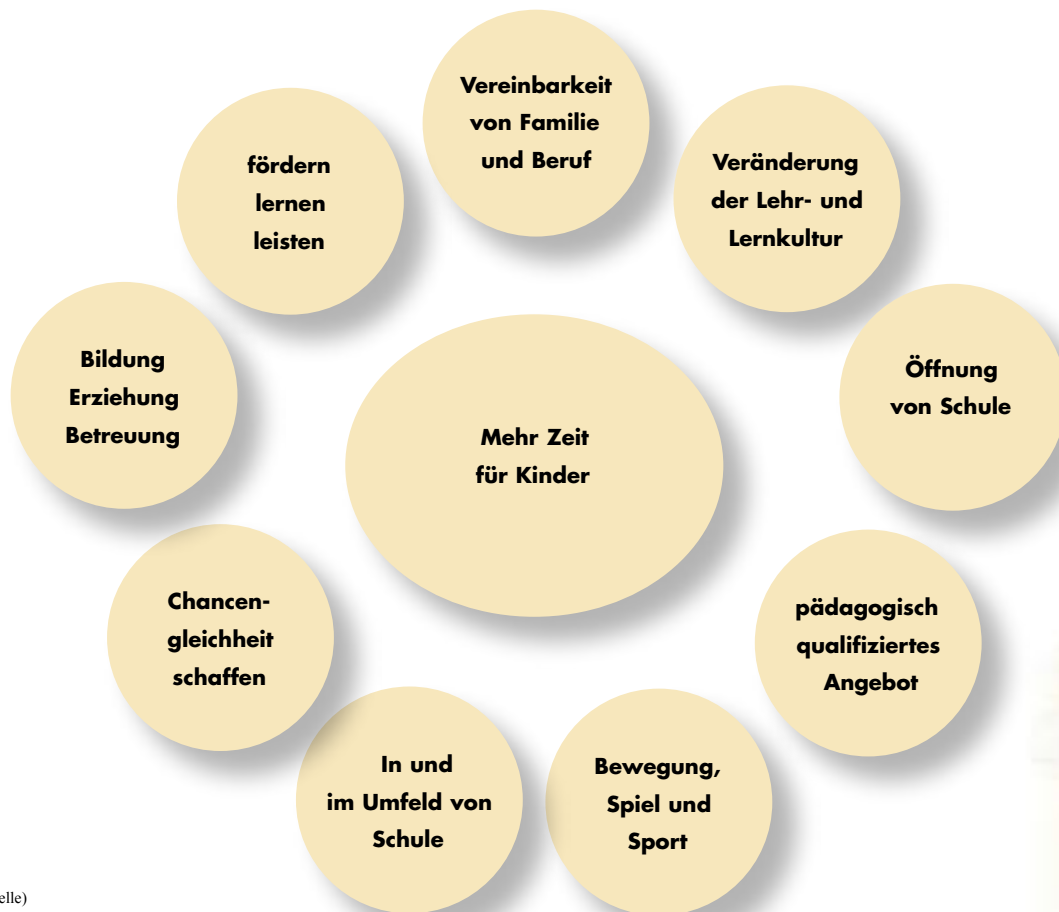 Vereinbarkeit
von Familie
und Beruf
fördern
lernen
leisten
Veränderung
der Lehr- und
Lernkultur
Bildung
Erziehung
Betreuung
Öffnung
von Schule
Mehr Zeit
für Kinder
Chancen-
gleichheit
schaffen
pädagogisch
qualifiziertes
Angebot
In und
im Umfeld von
Schule
Bewegung,
Spiel und
Sport
elle)